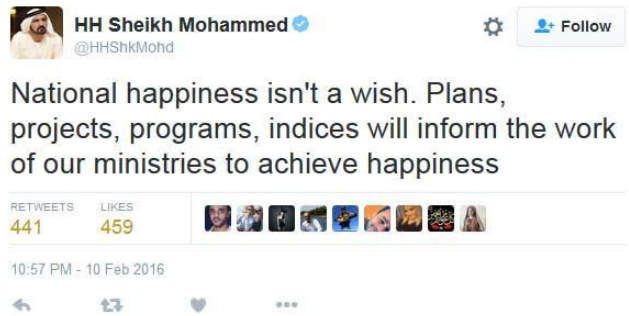 HH Sheikh Mohammed
@HHShkMohd
Follow
National happiness isn't a wish. Plans,
projects, programs, indices will inform the work
of our ministries to achieve happiness
RETWEETS LIKES
441 459
10:57 PM - 10 Feb 2016